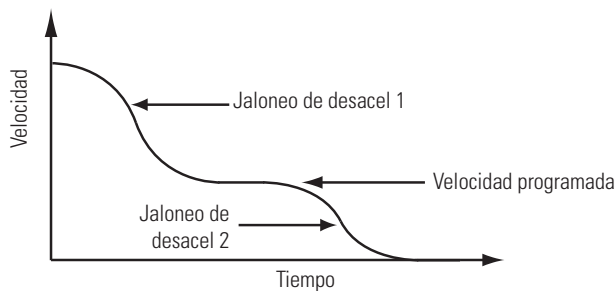 Velocidad
Jaloneo de desacel 1
Velocidad programada
Jaloneo de
desacel 2
Tiempo